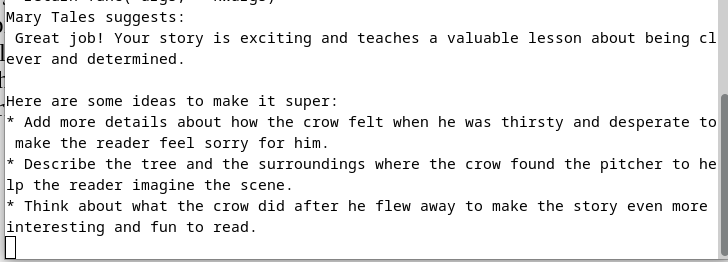 Mary Tales suggests:
 Great job! Your story is exciting and teaches a valuable lesson about being cl
ever and determined.

Here are some ideas to make it super:
* Add more details about how the crow felt when he was thirsty and desperate to
 make the reader feel sorry for him.
* Describe the tree and the surroundings where the crow found the pitcher to he
lp the reader imagine the scene.
* Think about what the crow did after he flew away to make the story even more
interesting and fun to read.